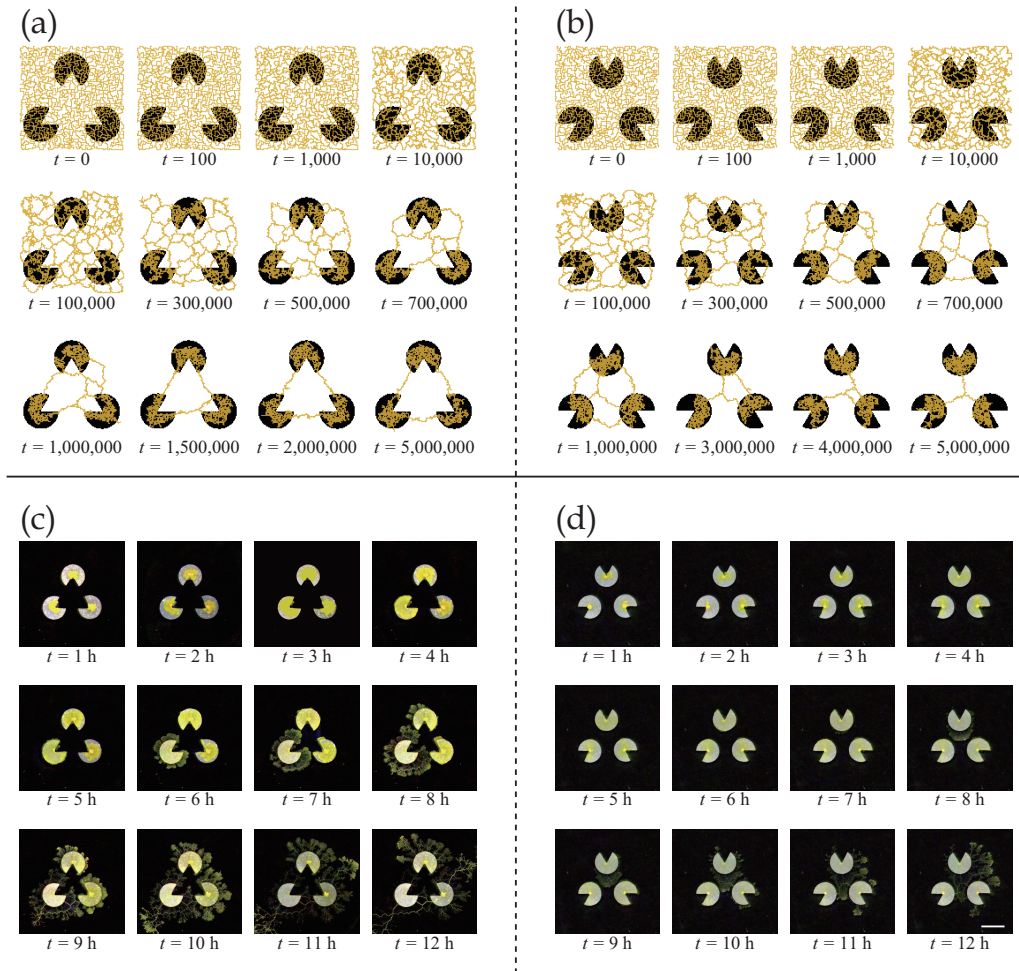 (a)
t = 0 t = 100 t = 1,000 t = 10,000
t = 100,000 t = 300,000 t = 500,000 t = 700,000
t = 1,000,000 t = 1,500,000 t = 2,000,000 t = 5,000,000
(b)
t = 0 t = 100 t = 1,000 t = 10,000
t = 100,000 t = 300,000 t = 500,000 t = 700,000
t = 1,000,000 t = 3,000,000 t = 4,000,000 t = 5,000,000
(c)
t = 1 h t = 2 h t = 3 h t = 4 h
t = 5 h t = 6 h t = 7 h t = 8 h
t = 9 h t = 10 h t = 11 h t = 12 h
(d)
t = 1 h t = 2 h t = 3 h t = 4 h
t = 5 h t = 6 h t = 7 h t = 8 h
t = 9 h t = 10 h t = 11 h t = 12 h